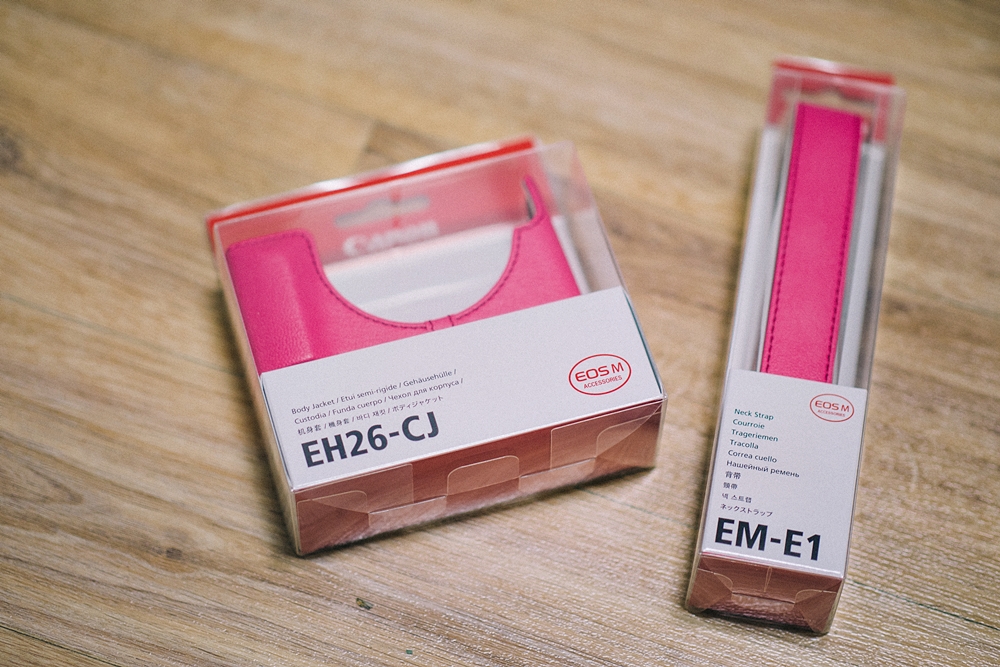 Canon
Body Jacket / Etui semi-rigide / Gehäusehülle /
Custodia / Funda cuerpo / Чехол для корпуса /
机身套 / 機身套 / 바디 재킷 / ボディジャケット
EH26-CJ
EOS M
ACCESSORIES
EOS M
ACCESSORIES
Neck Strap
Courroie
Trageriemen
Tracolla
Correa cuello
Нашейный ремень
背带
頸帶
넥 스트랩
ネックストラップ
EM-E1